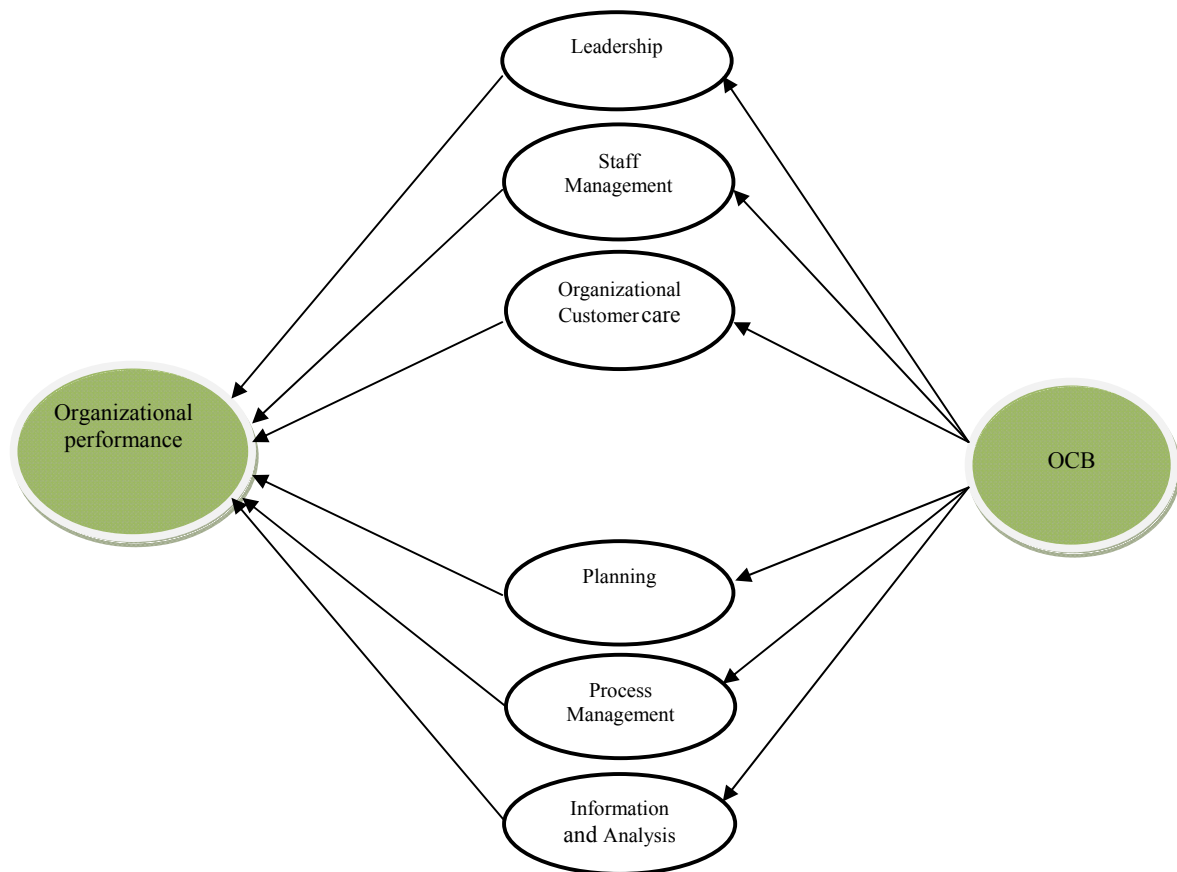 Leadership
Staff
Management
Organizational
Customer care
Organizational
performance
OCB
Planning
Process
Management
Information
and Analysis